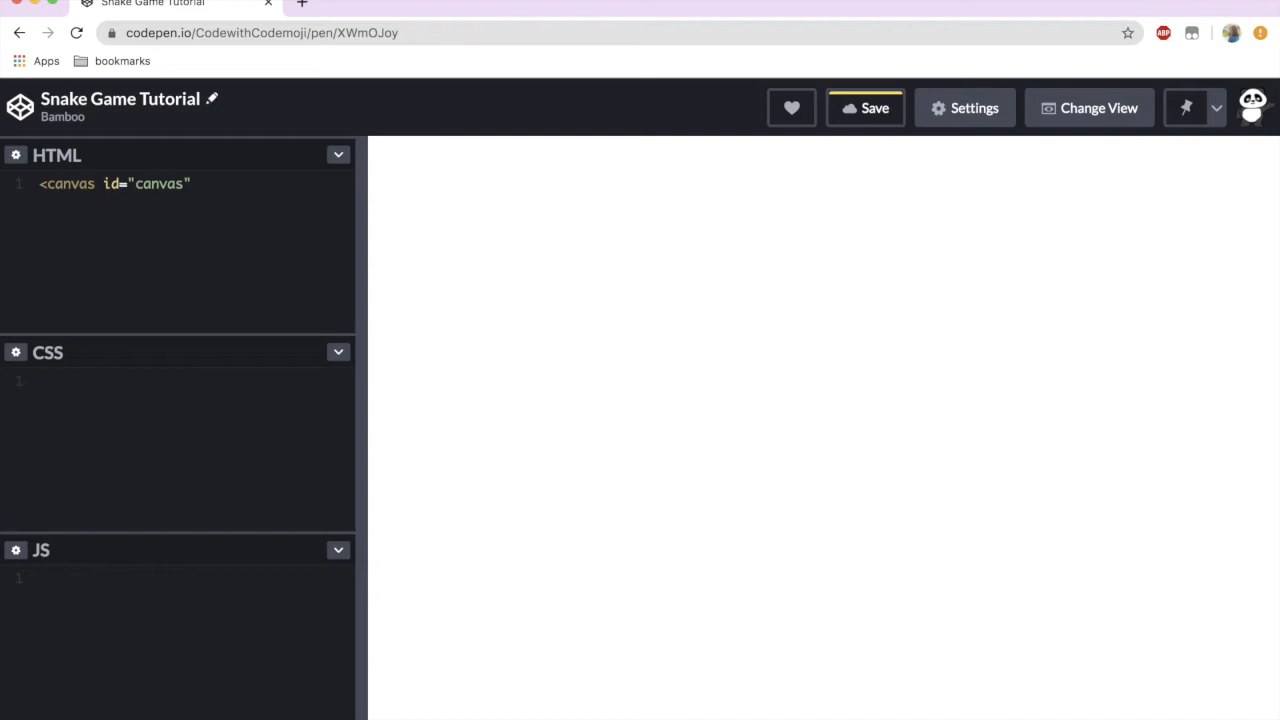 Snake Game Tutorial
codepen.io/CodewithCodemoji/pen/XWmOJoy
ABP
Apps
bookmarks
Snake Game Tutorial
Bamboo
Save
Settings
Change View
HTML
1 <canvas id="canvas"
CSS
1
JS
1